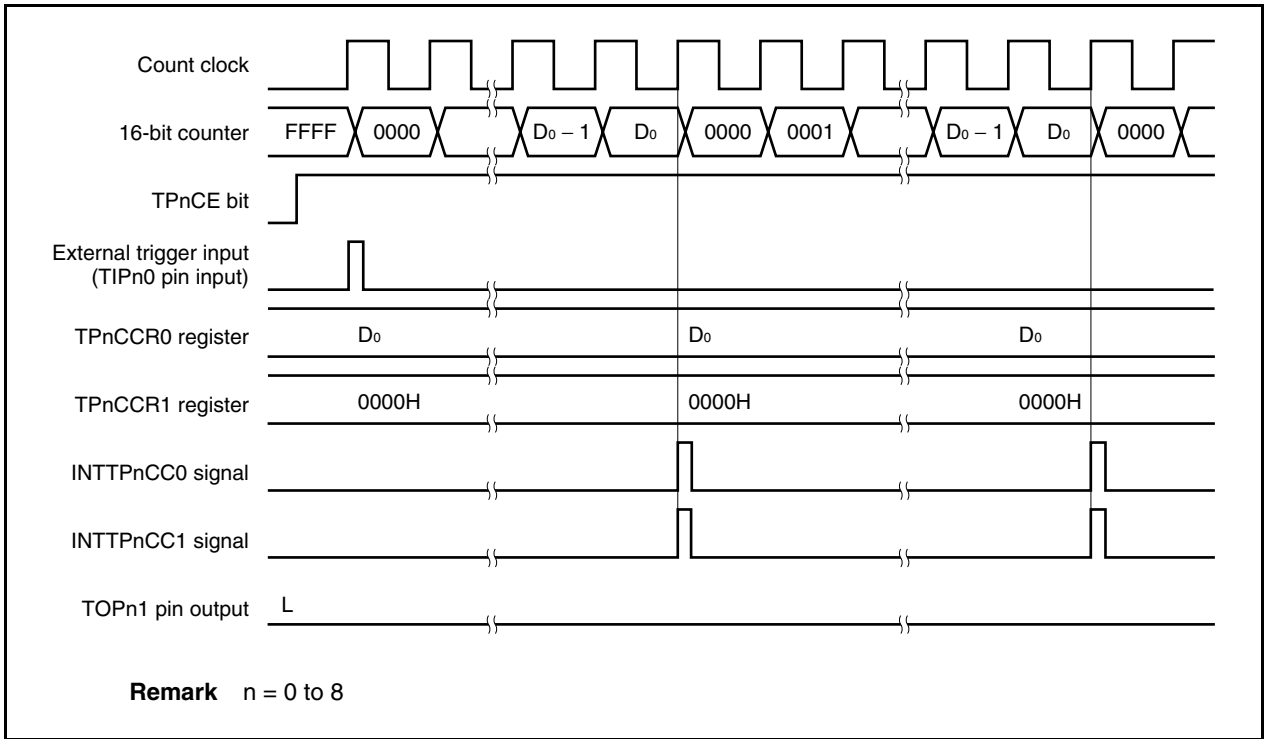 Count clock
16-bit counter FFFF 0000 D₀ − 1 D₀ 0000 0001 D₀ − 1 D₀ 0000
TPnCE bit
External trigger input
(TIPn0 pin input)
TPnCCR0 register D₀ D₀ D₀
TPnCCR1 register 0000H 0000H 0000H
INTTPnCC0 signal
INTTPnCC1 signal
TOPn1 pin output L
Remark n = 0 to 8